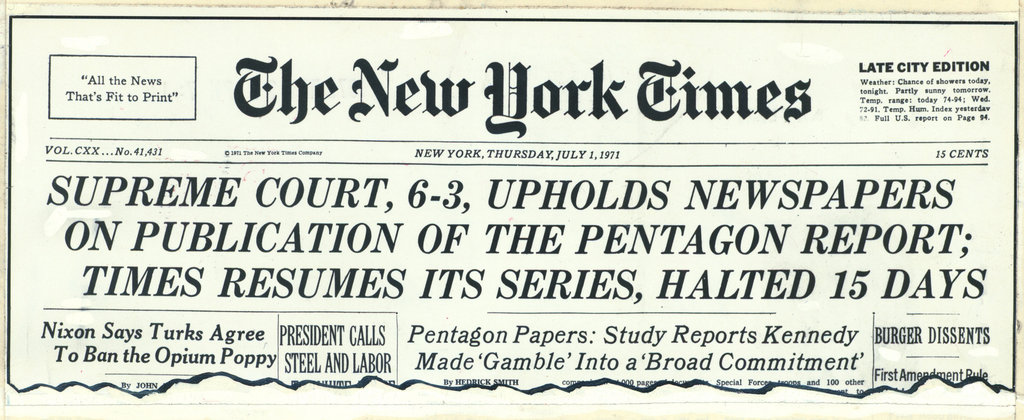 "All the News
That's Fit to Print"
The New York Times
LATE CITY EDITION
Weather: Chance of showers today,
tonight. Partly sunny tomorrow.
Temp. range: today 74-94; Wed.
72-91. Temp. Hum. Index yesterday
Full U.S. report on Page 94.
VOL. CXX...No. 41,431
© 1971 The New York Times Company
NEW YORK, THURSDAY, JULY 1, 1971
15 CENTS
SUPREME COURT, 6-3, UPHOLDS NEWSPAPERS
ON PUBLICATION OF THE PENTAGON REPORT;
TIMES RESUMES ITS SERIES, HALTED 15 DAYS
Nixon Says Turks Agree
To Ban the Opium Poppy
By JOHN
PRESIDENT CALLS
STEEL AND LABOR
Pentagon Papers: Study Reports Kennedy
Made 'Gamble' Into a 'Broad Commitment'
By HEDRICK SMITH
000 pages Special Forces troops and 100 other
BURGER DISSENTS
First Amendment Rule